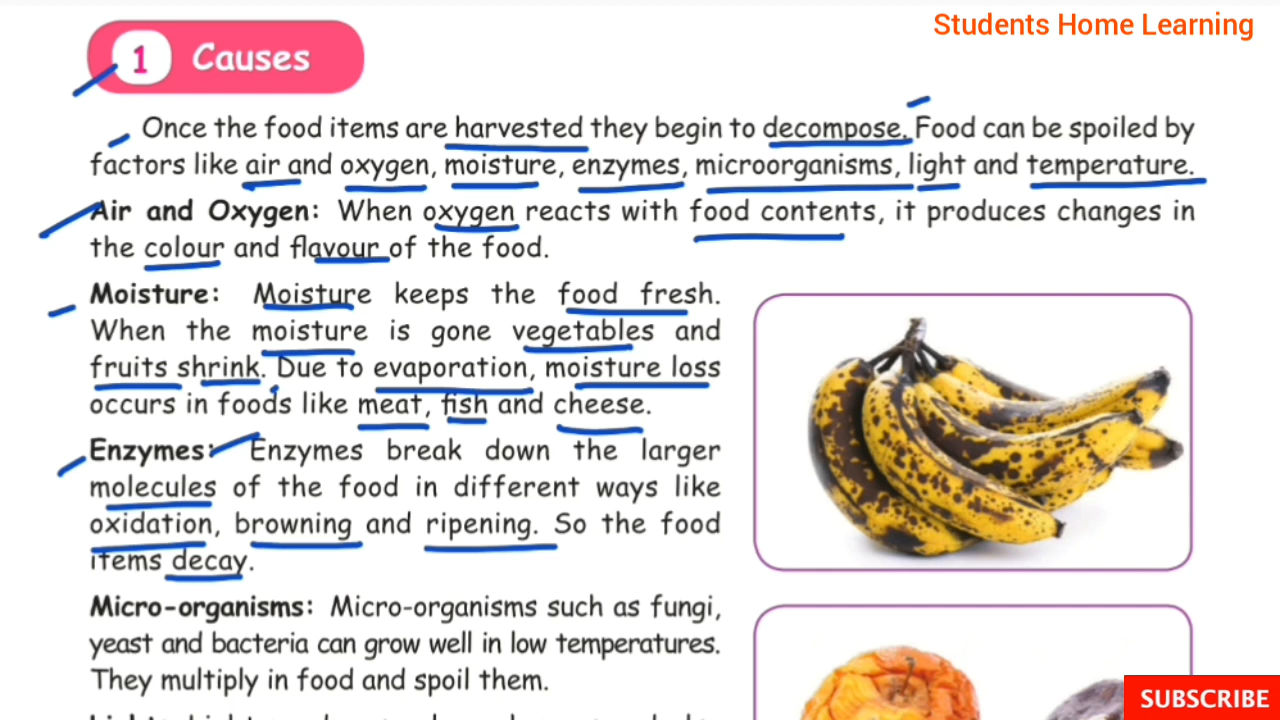 Students Home Learning
1 Causes
Once the food items are harvested they begin to decompose. Food can be spoiled by
factors like air and oxygen, moisture, enzymes, microorganisms, light and temperature.
Air and Oxygen: When oxygen reacts with food contents, it produces changes in
the colour and flavour of the food.
Moisture: Moisture keeps the food fresh.
When the moisture is gone vegetables and
fruits shrink. Due to evaporation, moisture loss
occurs in foods like meat, fish and cheese.
Enzymes: Enzymes break down the larger
molecules of the food in different ways like
oxidation, browning and ripening. So the food
items decay.
Micro-organisms: Micro-organisms such as fungi,
yeast and bacteria can grow well in low temperatures.
They multiply in food and spoil them.
SUBSCRIBE